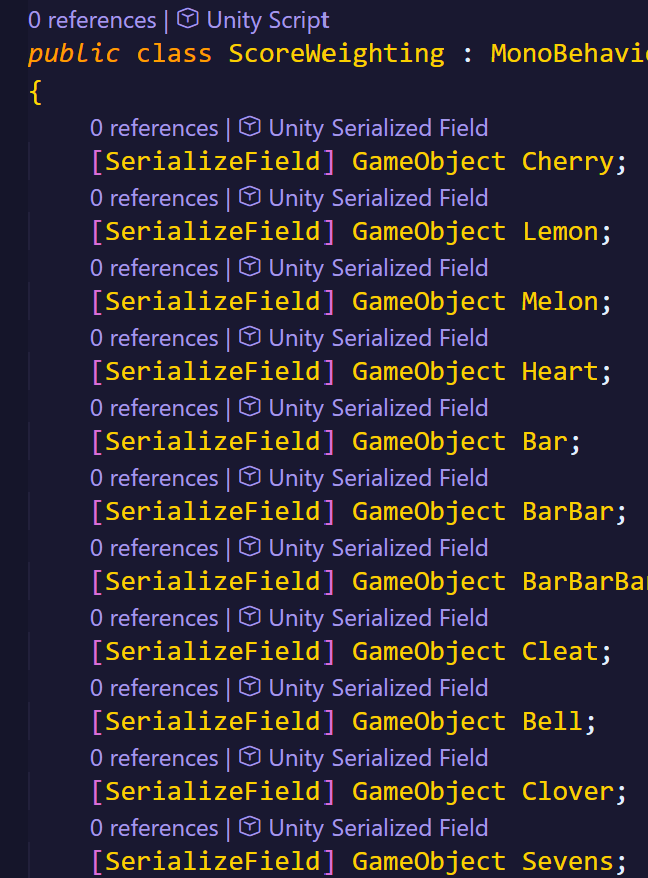 0 references | Unity Script
public class ScoreWeighting : MonoBehavi
{
0 references | Unity Serialized Field
[SerializeField] GameObject Cherry;
0 references | Unity Serialized Field
[SerializeField] GameObject Lemon;
0 references | Unity Serialized Field
[SerializeField] GameObject Melon;
0 references | Unity Serialized Field
[SerializeField] GameObject Heart;
0 references | Unity Serialized Field
[SerializeField] GameObject Bar;
0 references | Unity Serialized Field
[SerializeField] GameObject BarBar;
0 references | Unity Serialized Field
[SerializeField] GameObject BarBarBa
0 references | Unity Serialized Field
[SerializeField] GameObject Cleat;
0 references | Unity Serialized Field
[SerializeField] GameObject Bell;
0 references | Unity Serialized Field
[SerializeField] GameObject Clover;
0 references | Unity Serialized Field
[SerializeField] GameObject Sevens;